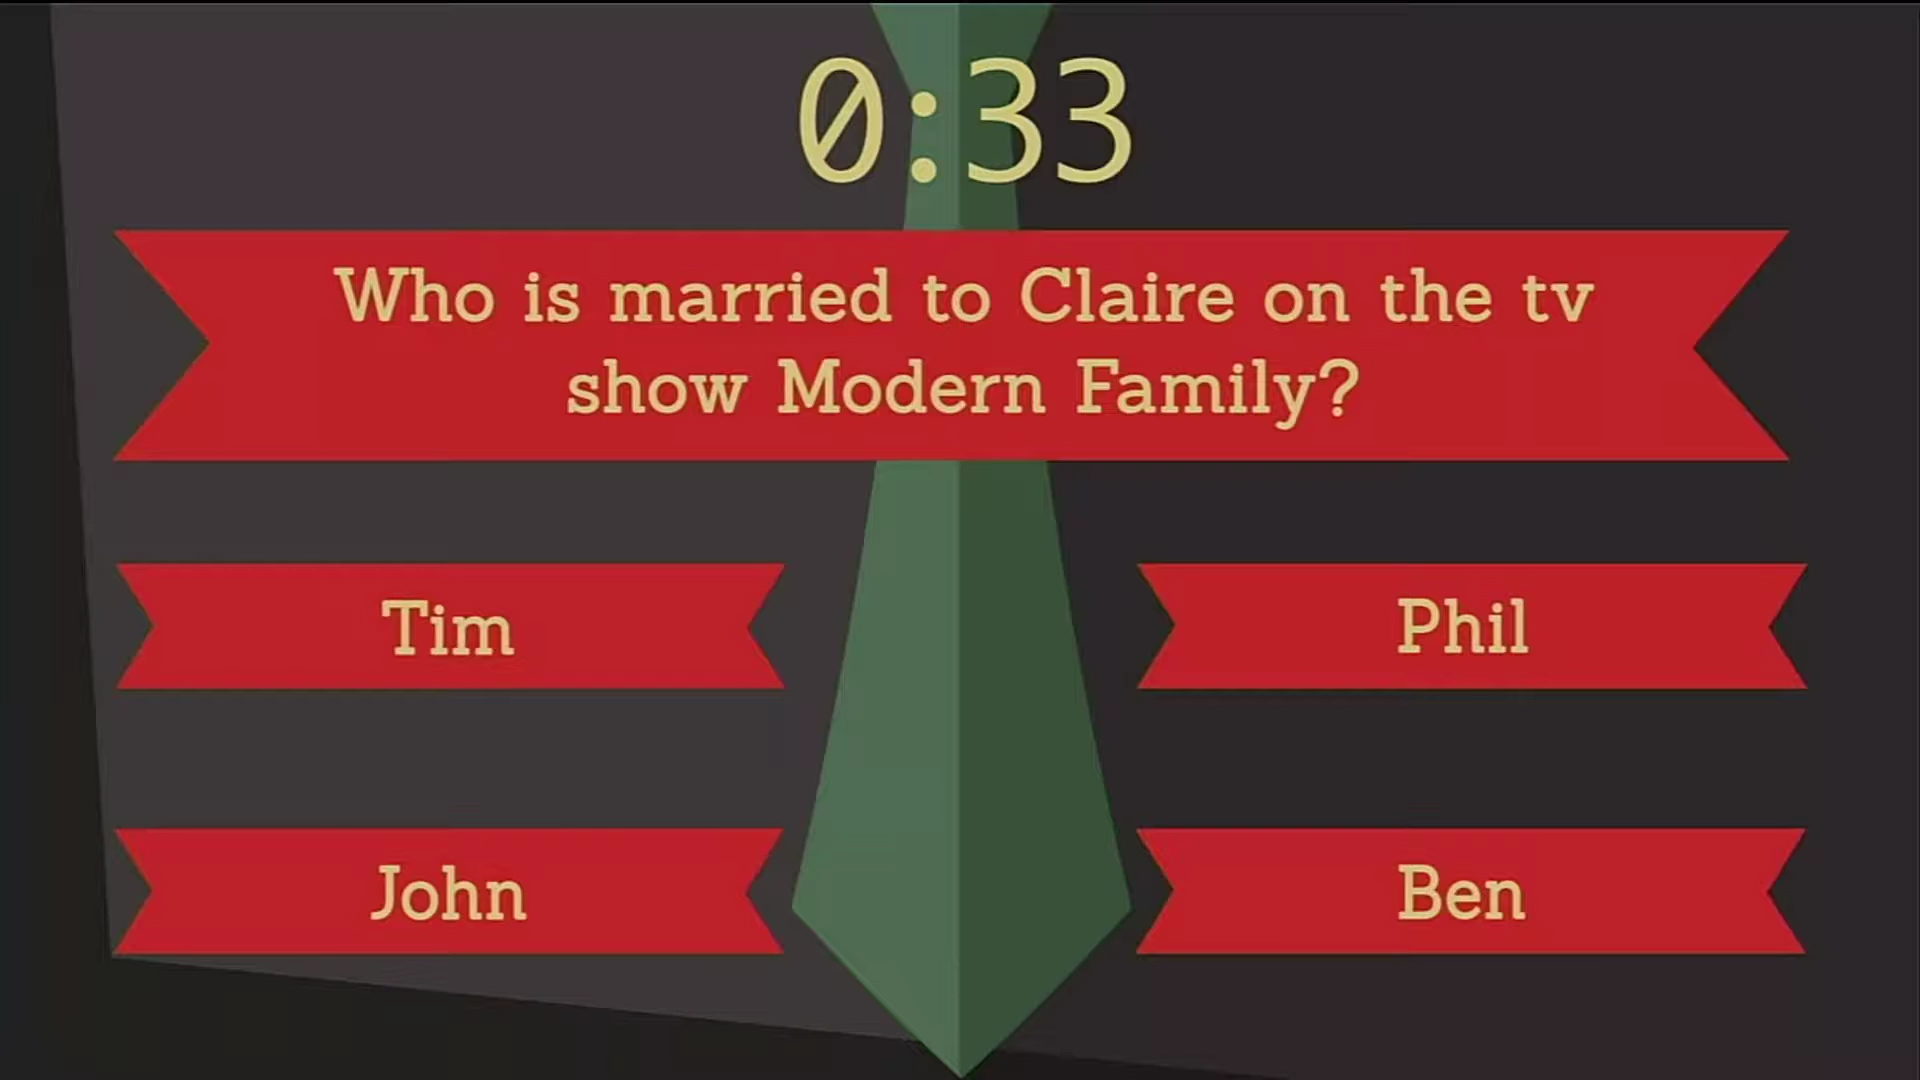 0:33
Who is married to Claire on the tv
show Modern Family?
Tim
Phil
John
Ben